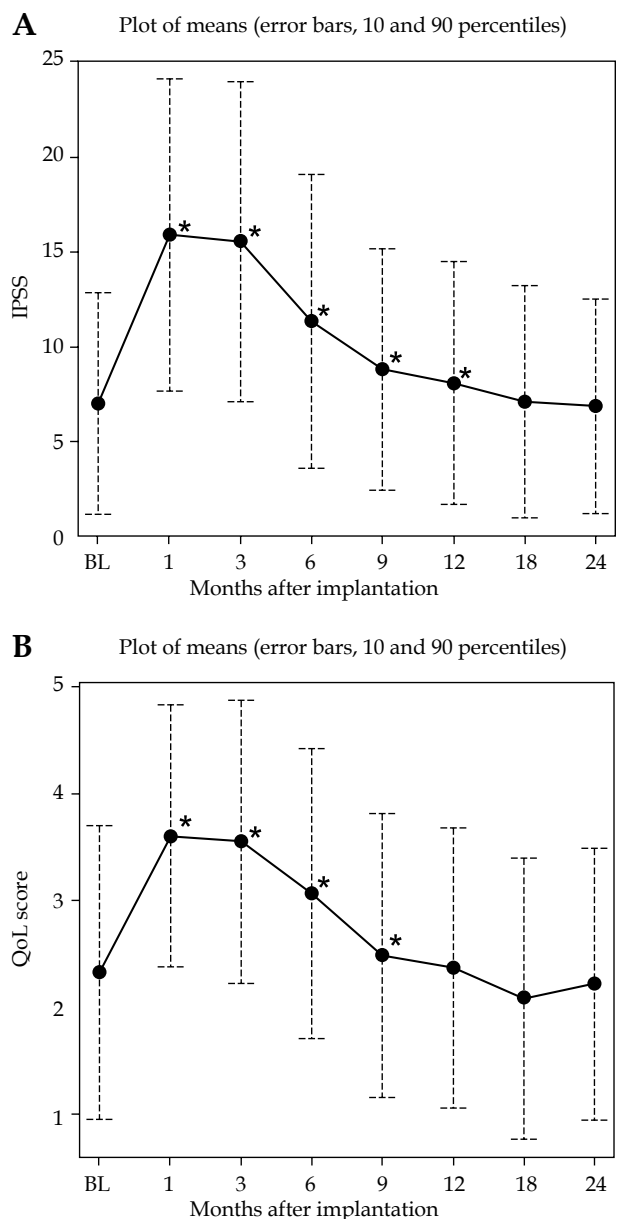 A
Plot of means (error bars, 10 and 90 percentiles)
25
20
15
10
5
0
IPSS
*
*
*
*
*
BL 1 3 6 9 12 18 24
Months after implantation
B
Plot of means (error bars, 10 and 90 percentiles)
5
4
3
2
1
QoL score
*
*
*
*
BL 1 3 6 9 12 18 24
Months after implantation